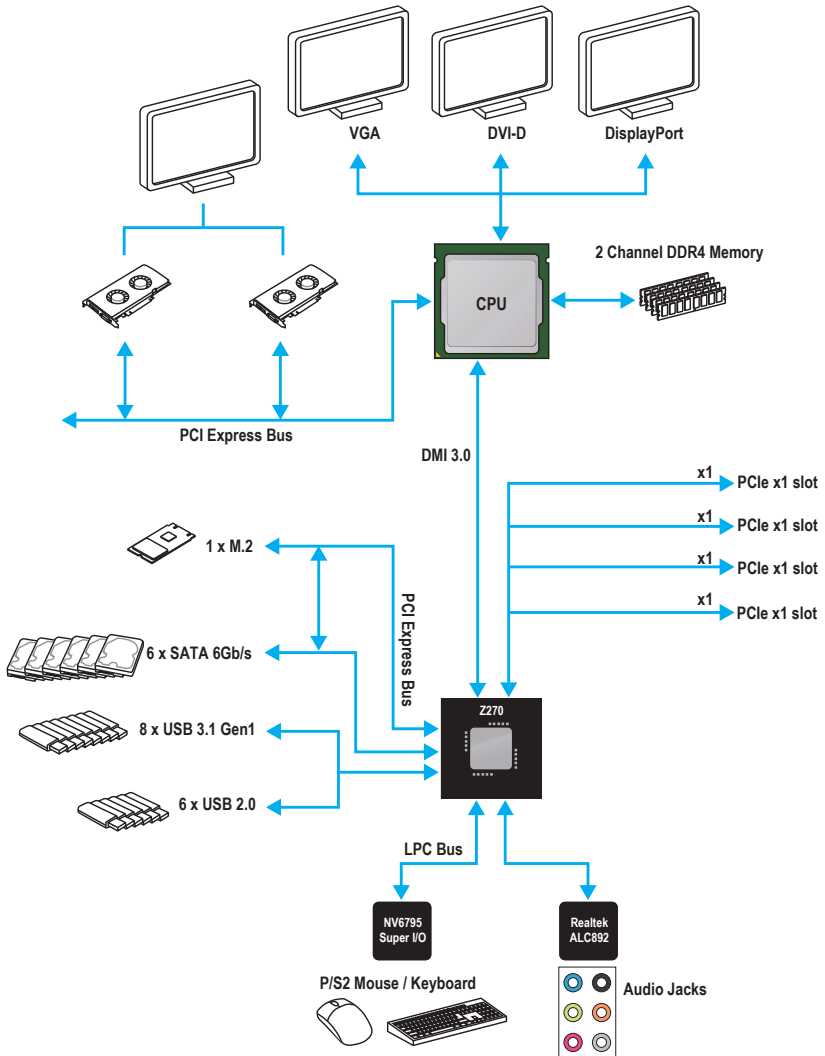 VGA
DVI-D
DisplayPort
2 Channel DDR4 Memory
CPU
PCI Express Bus
DMI 3.0
x1
PCIe x1 slot
x1
PCIe x1 slot
x1
PCIe x1 slot
x1
PCIe x1 slot
1 x M.2
PCI Express Bus
6 x SATA 6Gb/s
Z270
8 x USB 3.1 Gen1
6 x USB 2.0
LPC Bus
NV6795
Super I/O
Realtek
ALC892
P/S2 Mouse / Keyboard
Audio Jacks